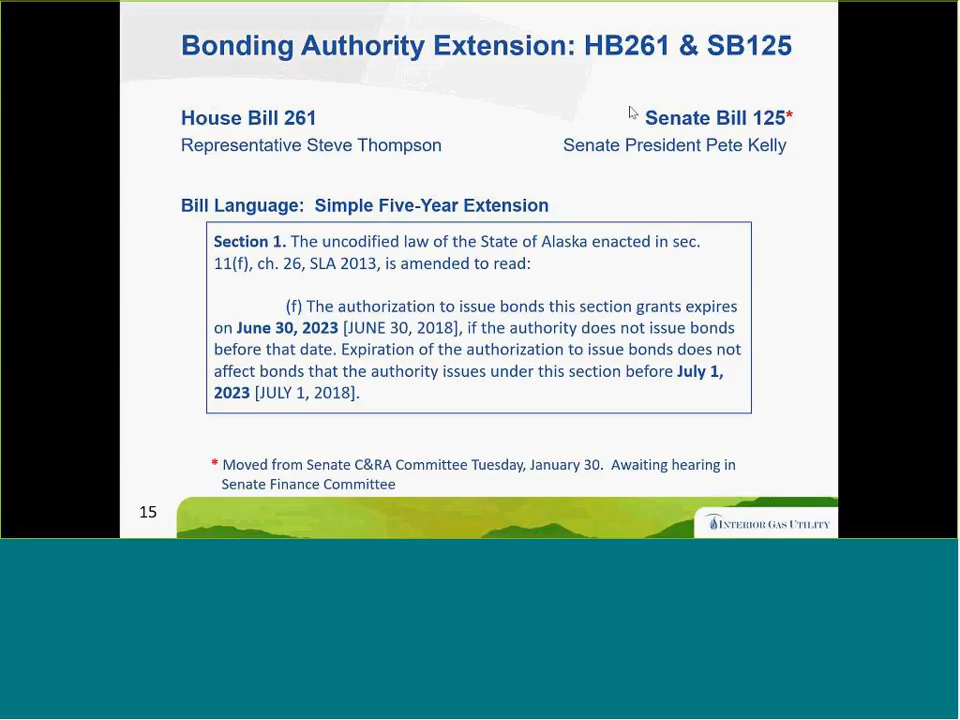 Bonding Authority Extension: HB261 & SB125
House Bill 261
Senate Bill 125*
Representative Steve Thompson
Senate President Pete Kelly
Bill Language: Simple Five-Year Extension
Section 1. The uncodified law of the State of Alaska enacted in sec.
11(f), ch. 26, SLA 2013, is amended to read:
(f) The authorization to issue bonds this section grants expires
on June 30, 2023 [JUNE 30, 2018], if the authority does not issue bonds
before that date. Expiration of the authorization to issue bonds does not
affect bonds that the authority issues under this section before July 1,
2023 [JULY 1, 2018].
* Moved from Senate C&RA Committee Tuesday, January 30. Awaiting hearing in
Senate Finance Committee
15
INTERIOR GAS UTILITY